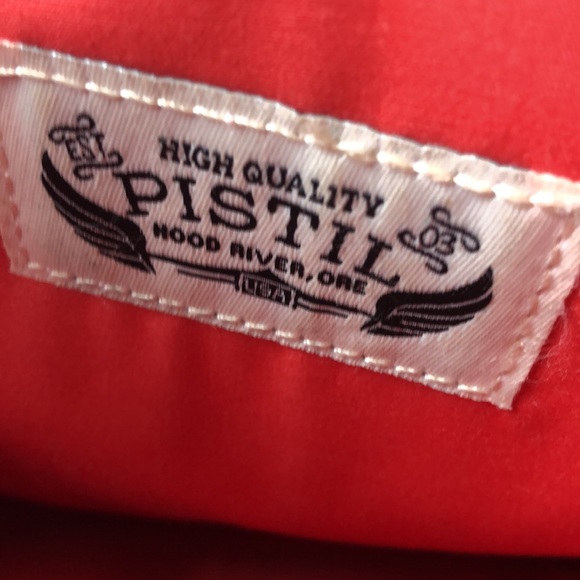 EST.
HIGH QUALITY
PISTIL
03
HOOD RIVER, ORE
USA